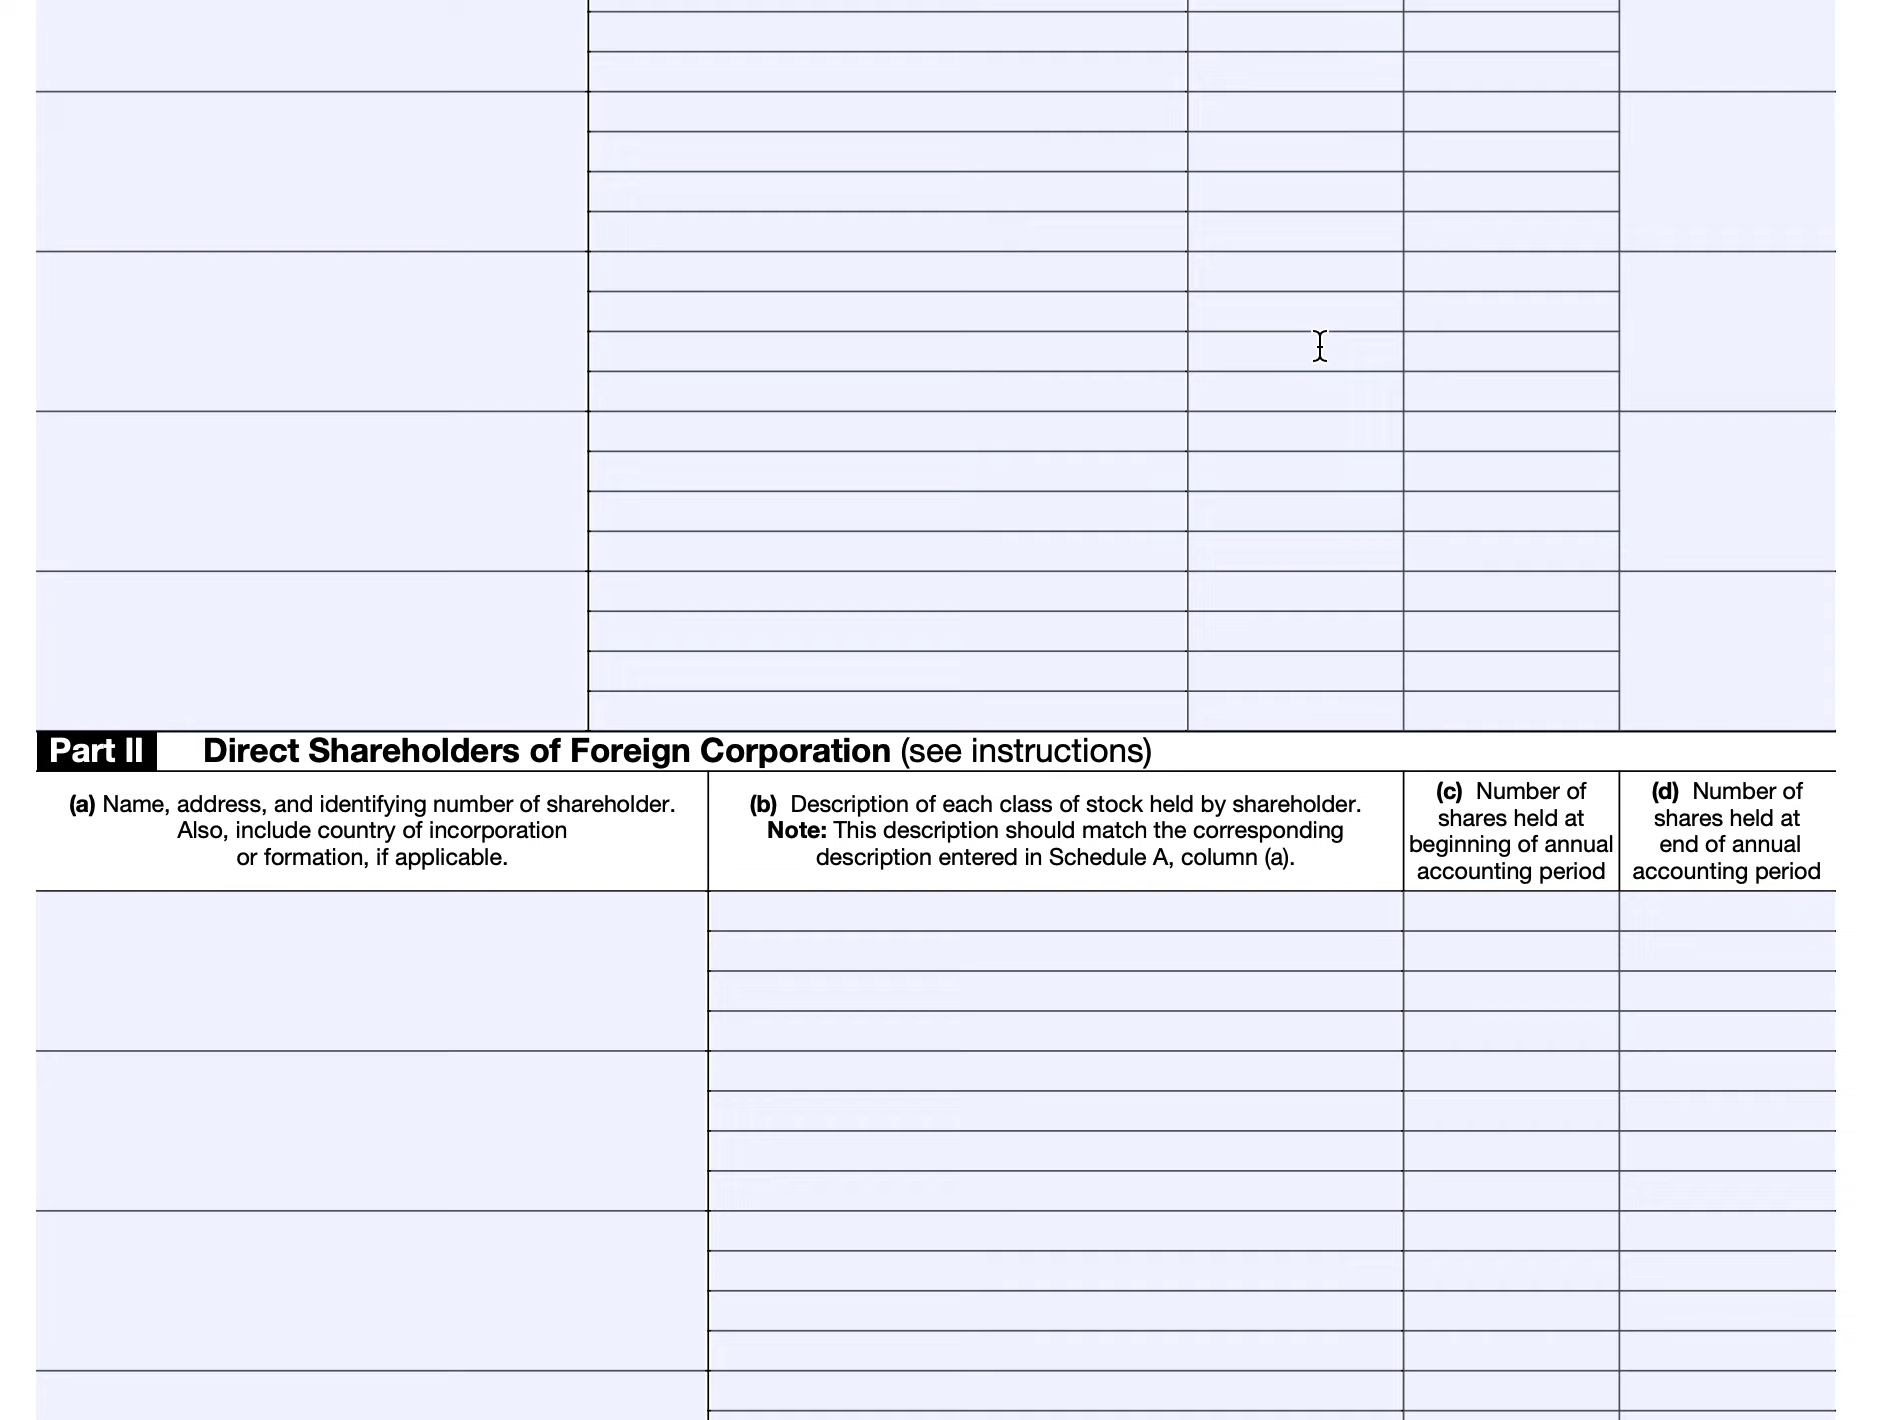 Part II Direct Shareholders of Foreign Corporation (see instructions)
(a) Name, address, and identifying number of shareholder.
Also, include country of incorporation
or formation, if applicable.
(b) Description of each class of stock held by shareholder.
Note: This description should match the corresponding
description entered in Schedule A, column (a).
(c) Number of
shares held at
beginning of annual
accounting period
(d) Number of
shares held at
end of annual
accounting period